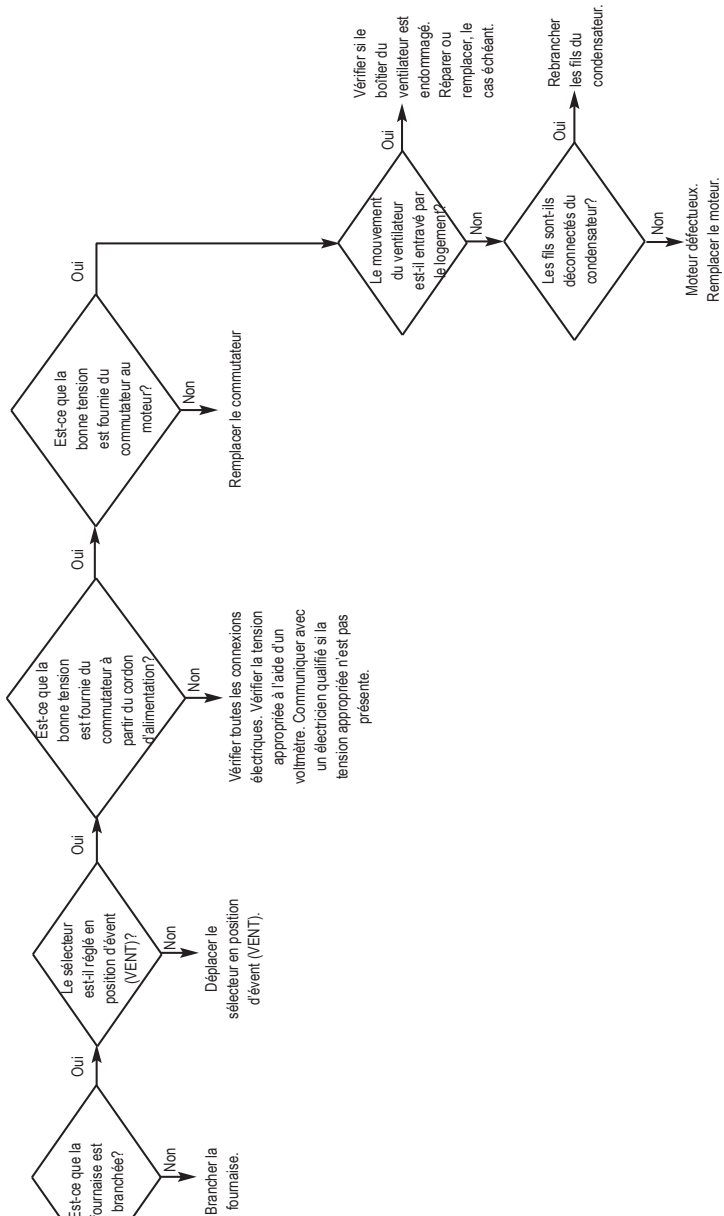 Est-ce que la
fournaise est
branchée?
Non
Brancher la
fournaise.
Oui
Le sélecteur
est-il réglé en
position d'évent
(VENT)?
Non
Déplacer le
sélecteur en position
d'évent (VENT).
Oui
Est-ce que la
bonne tension
est fournie du
commutateur à
partir du cordon
d'alimentation?
Non
Vérifier toutes les connexions
électriques. Vérifier la tension
appropriée à l'aide d'un
voltmètre. Communiquer avec
un électricien qualifié si la
tension appropriée n'est pas
présente.
Oui
Est-ce que la
bonne tension
est fournie du
commutateur au
moteur?
Non
Remplacer le commutateur
Oui
Le mouvement
du ventilateur
est-il entravé par
le logement?
Oui
Vérifier si le
boîtier du
ventilateur est
endommagé.
Réparer ou
remplacer, le
cas échéant.
Non
Les fils sont-ils
déconnectés du
condensateur?
Oui
Rebrancher
les fils du
condensateur.
Non
Moteur défectueux.
Remplacer le moteur.